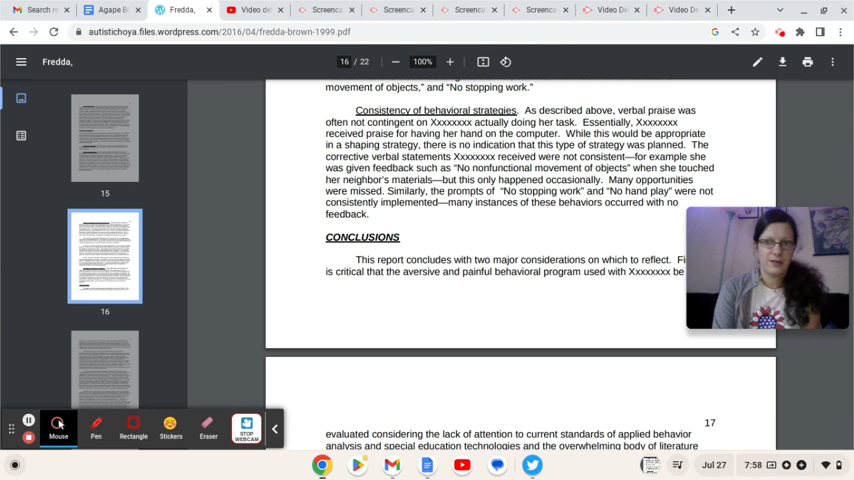 Search re
Agape Bo
Fredda,
Video de
Screenca
Screenca
Screenca
Screenca
Video De
Video De
autistichoya.files.wordpress.com/2016/04/fredda-brown-1999.pdf
Fredda,
16 / 22
100%
movement of objects,” and “No stopping work.”
Consistency of behavioral strategies. As described above, verbal praise was
often not contingent on Xxxxxxxx actually doing her task. Essentially, Xxxxxxxx
received praise for having her hand on the computer. While this would be appropriate
in a shaping strategy, there is no indication that this type of strategy was planned. The
corrective verbal statements Xxxxxxxx received were not consistent—for example she
was given feedback such as “No nonfunctional movement of objects” when she touched
her neighbor's materials—but this only happened occasionally. Many opportunities
were missed. Similarly, the prompts of “No stopping work” and “No hand play” were not
consistently implemented—many instances of these behaviors occurred with no
feedback.
CONCLUSIONS
This report concludes with two major considerations on which to reflect.
is critical that the aversive and painful behavioral program used with Xxxxxxxx be
17
evaluated considering the lack of attention to current standards of applied behavior
analysis and special education technologies and the overwhelming body of literature
15
16
Mouse
Pen
Rectangle
Stickers
Eraser
STOP
WEBCAM
Jul 27
7:58